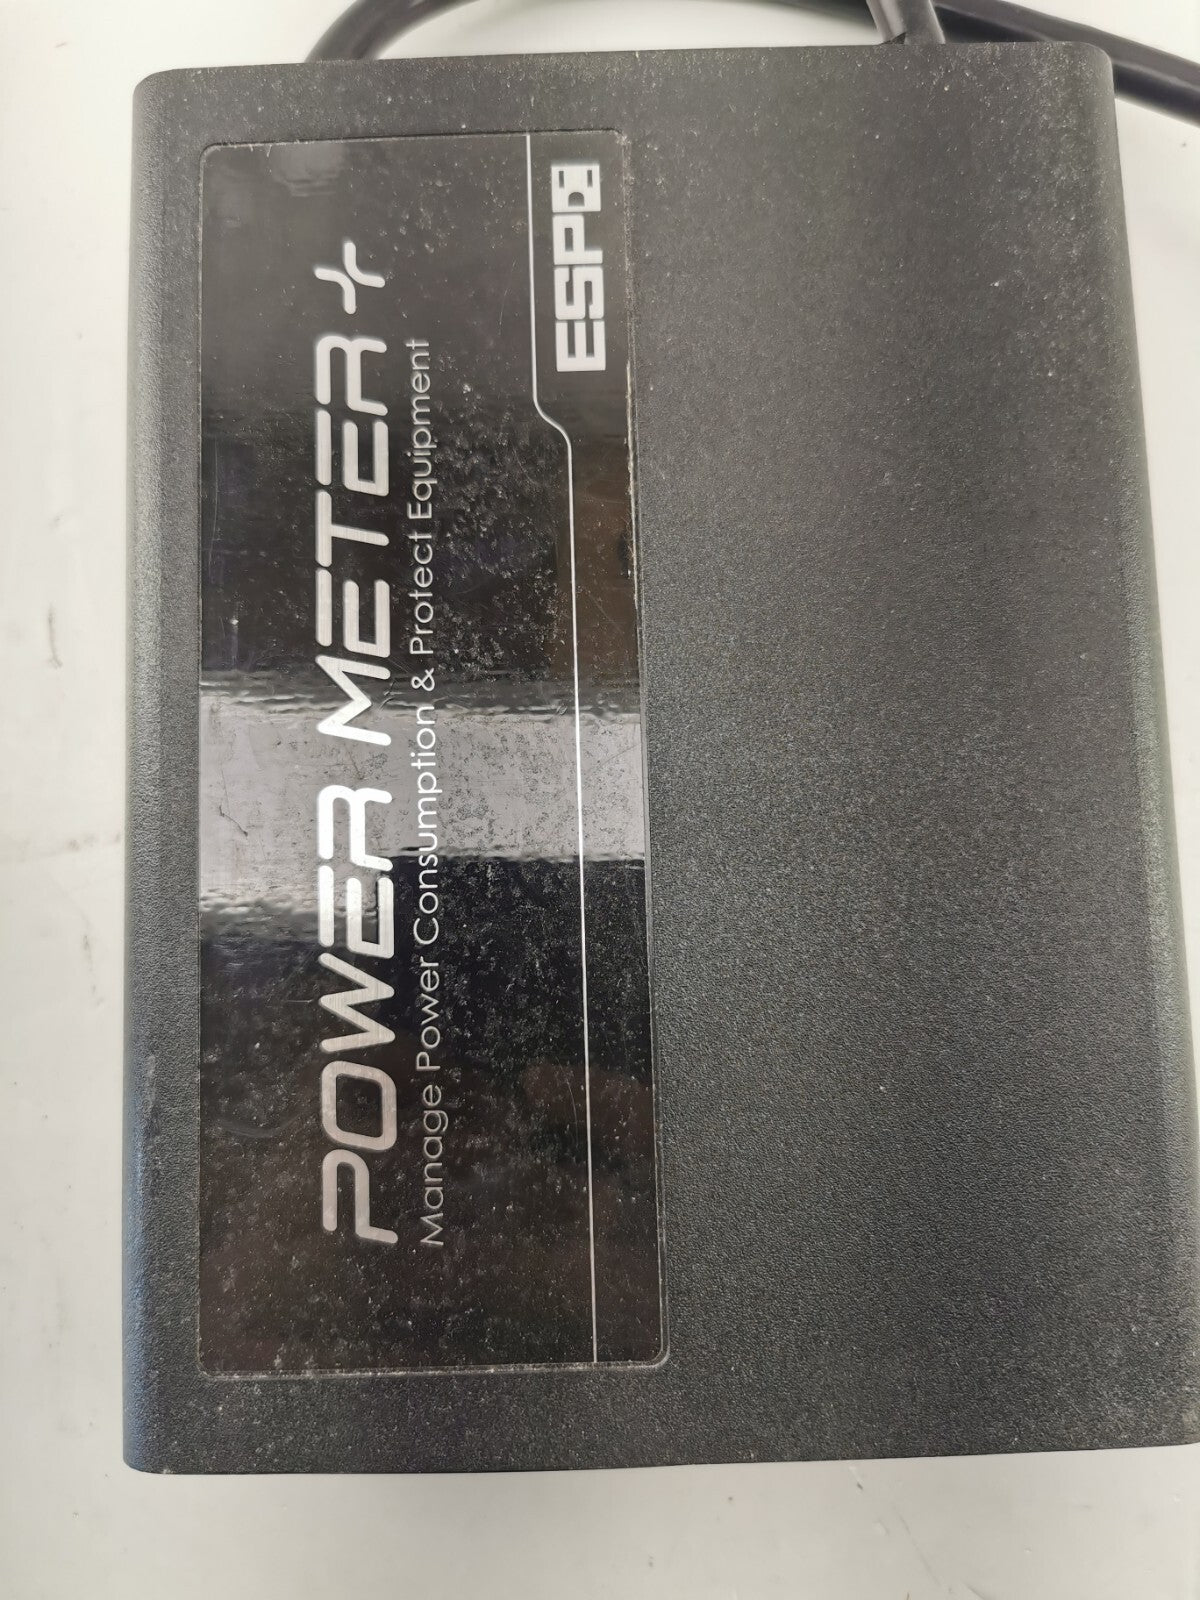 POWER METER +
Manage Power Consumption & Protect Equipment
ESP